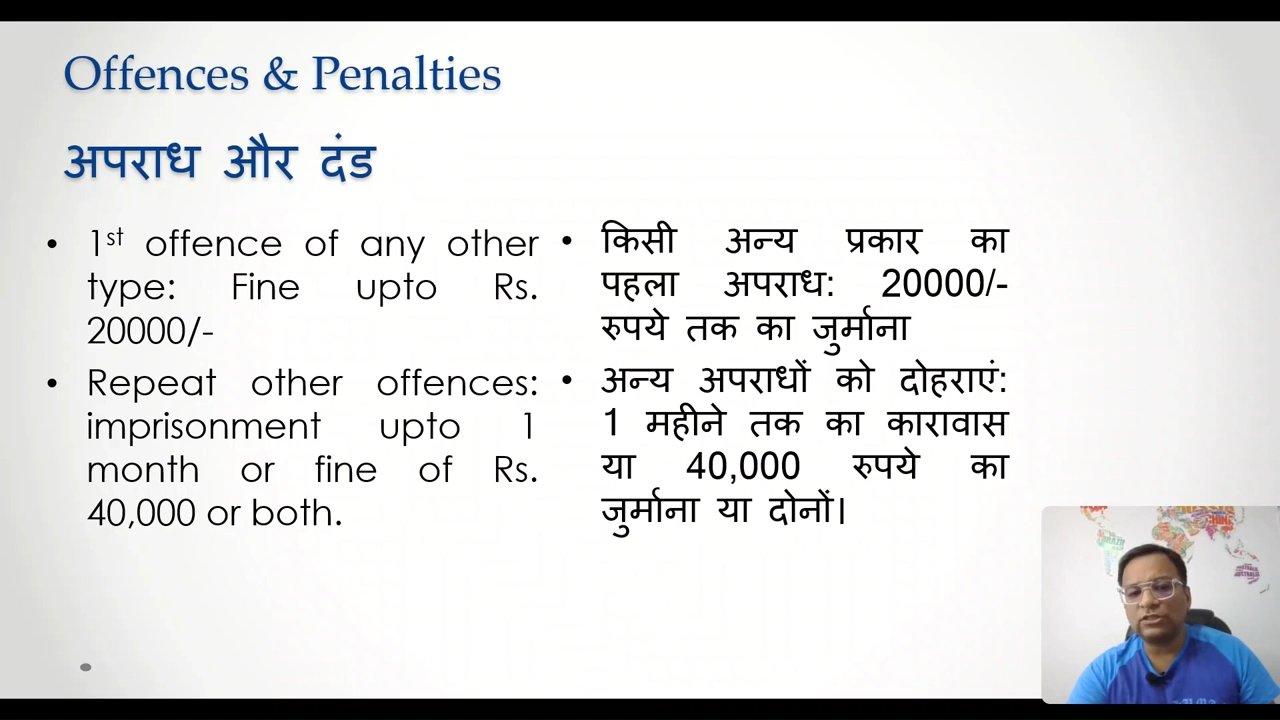 Offences & Penalties
अपराध और दंड
• 1st offence of any other
type: Fine upto Rs.
20000/-
• Repeat other offences:
imprisonment upto 1
month or fine of Rs.
40,000 or both.
• किसी अन्य प्रकार का
पहला अपराध: 20000/-
रुपये तक का जुर्माना
• अन्य अपराधों को दोहराएं:
1 महीने तक का कारावास
या 40,000 रुपये का
जुर्माना या दोनों।